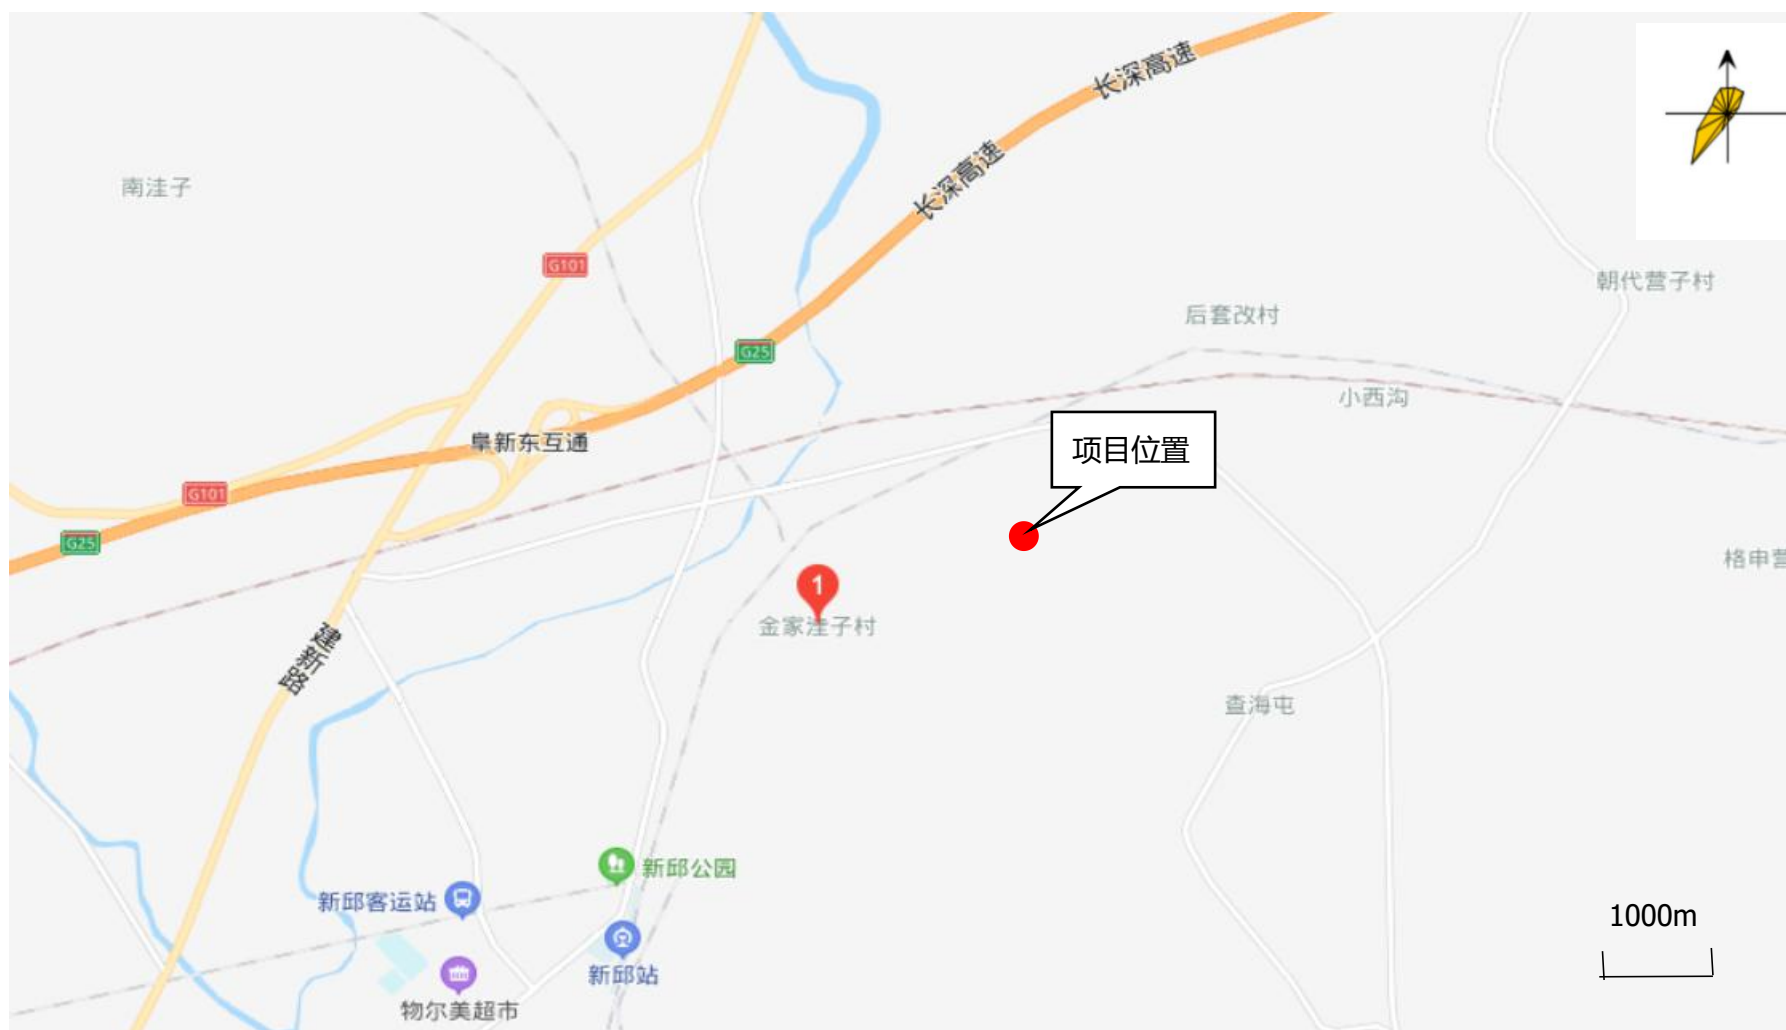 长深高速
长深高速
南洼子
G101
朝代营子村
后套改村
G25
小西沟
阜新东互通
项目位置
G101
G25
格申营
1
金家洼子村
建新路
查海屯
新邱公园
新邱客运站
1000m
新邱站
物尔美超市